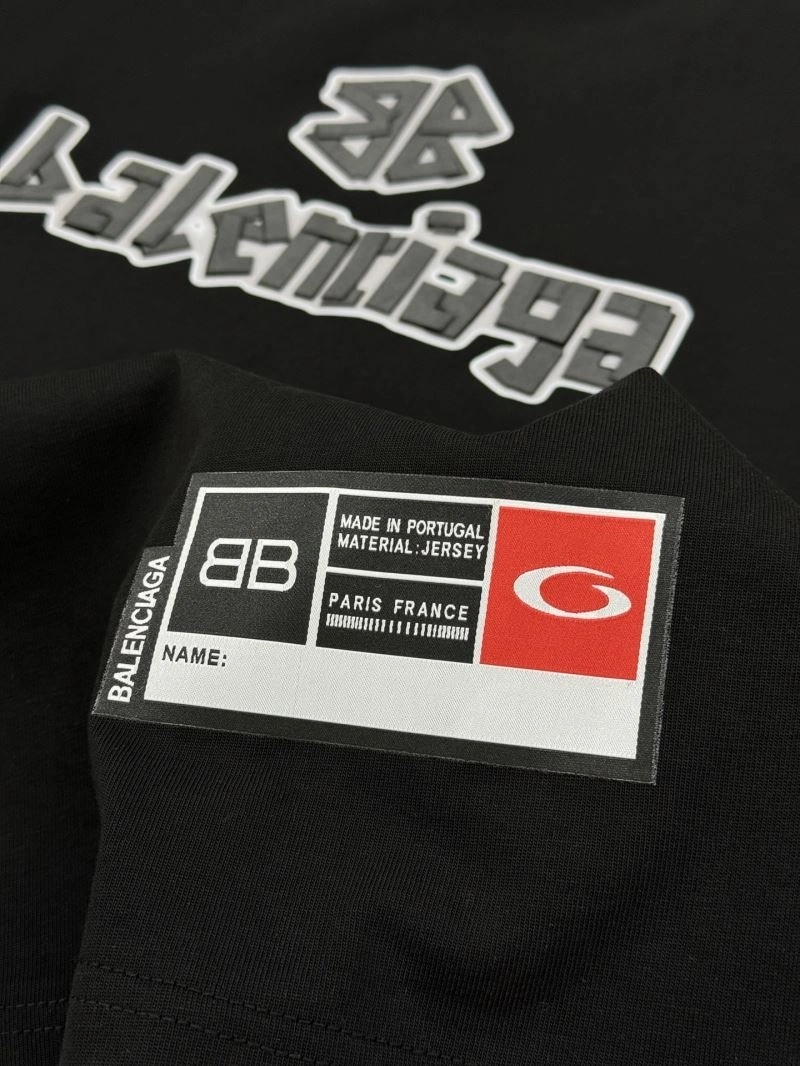 BB
balenciaga
BALENCIAGA
BB
MADE IN PORTUGAL
MATERIAL:JERSEY
PARIS FRANCE
NAME: